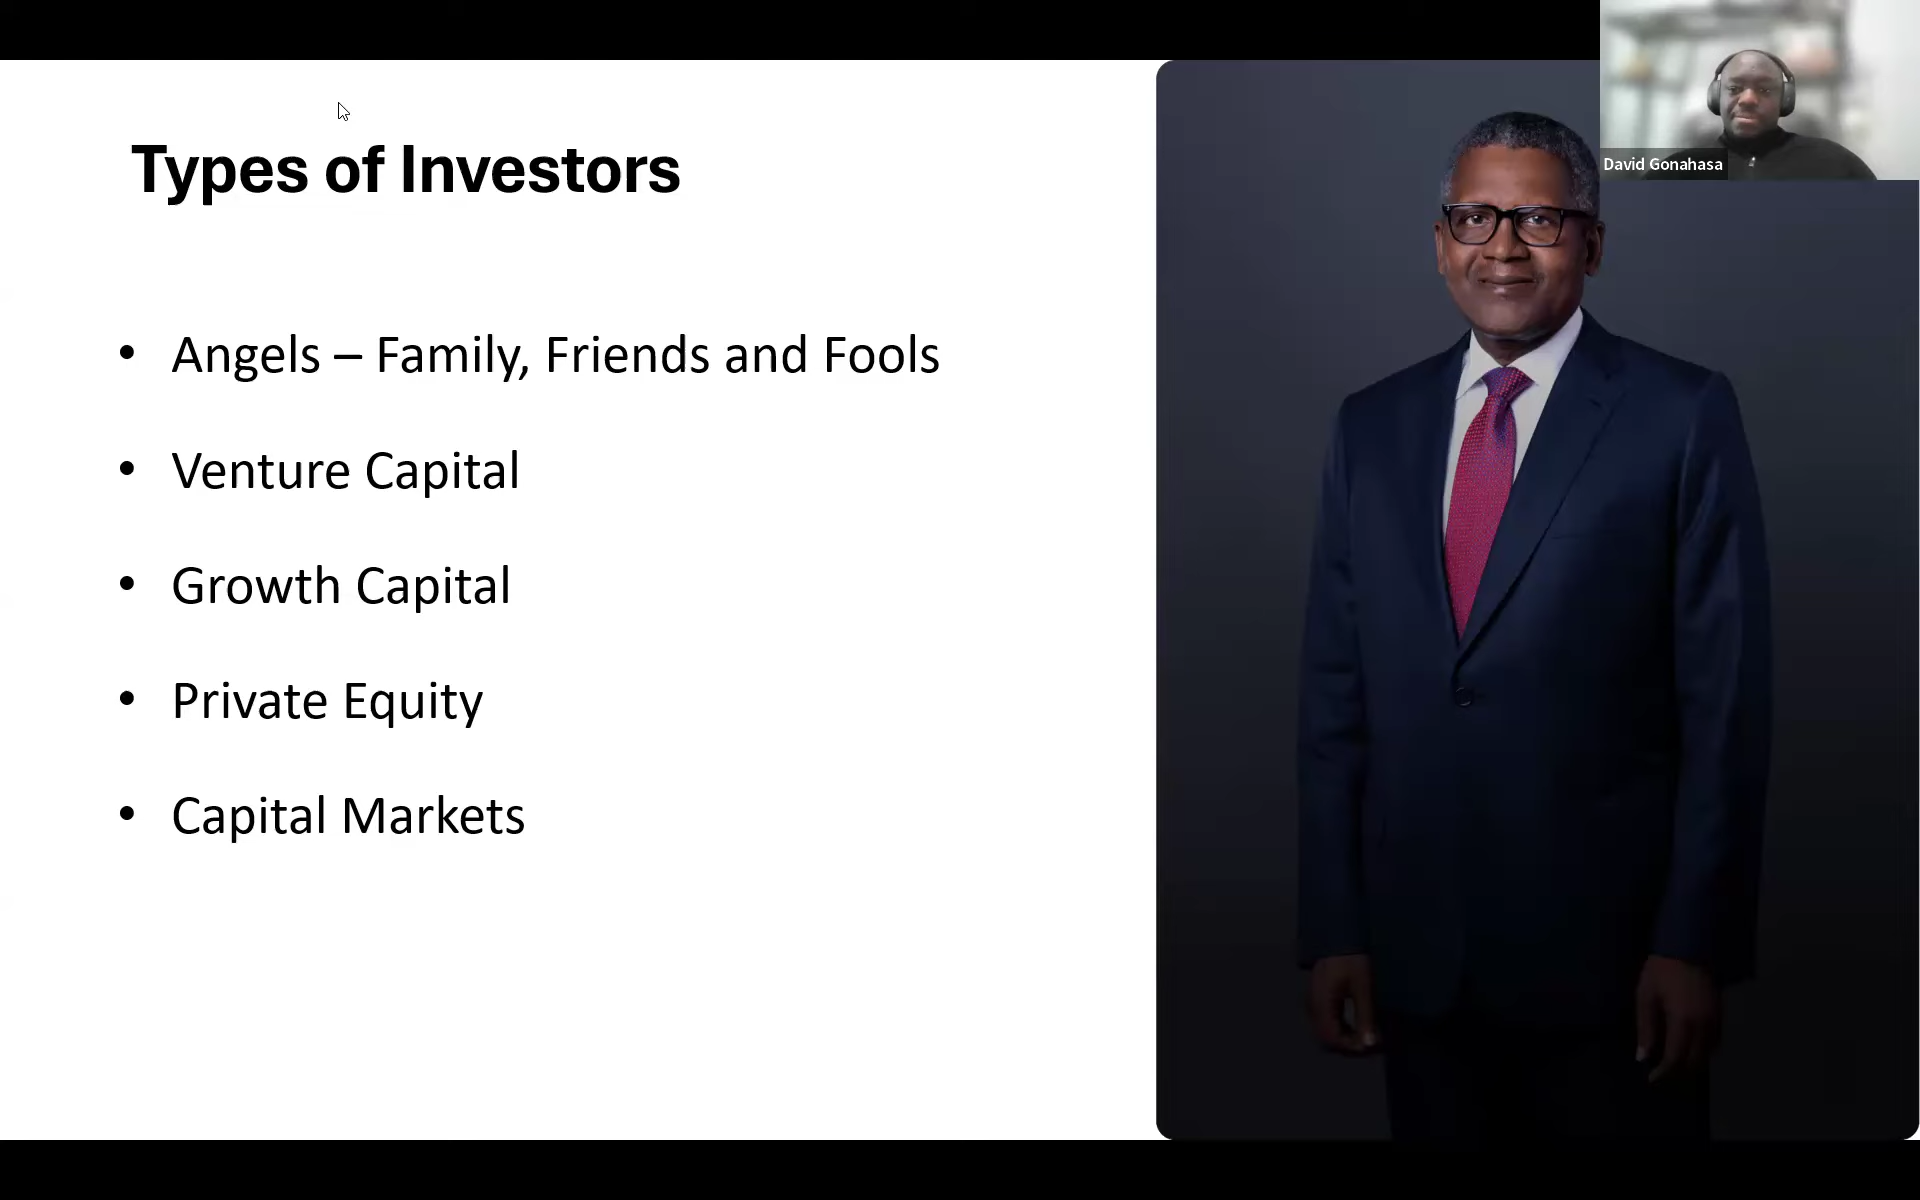 Types of Investors
• Angels – Family, Friends and Fools
• Venture Capital
• Growth Capital
• Private Equity
• Capital Markets
David Gonahasa